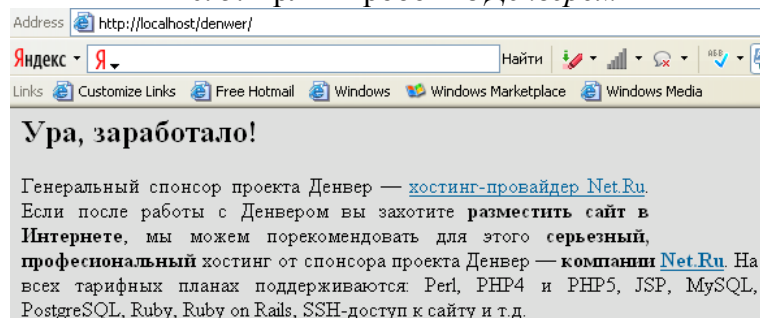 Address http://localhost/denwer/
Яндекс Я Найти
Links Customize Links Free Hotmail Windows Windows Marketplace Windows Media
Ура, заработало!
Генеральный спонсор проекта Денвер — хостинг-провайдер Net.Ru.
Если после работы с Денвером вы захотите разместить сайт в
Интернете, мы можем порекомендовать для этого серьезный,
професиональный хостинг от спонсора проекта Денвер — компании Net.Ru. На
всех тарифных планах поддерживаются: Perl, PHP4 и PHP5, JSP, MySQL,
PostgreSQL, Ruby, Ruby on Rails, SSH-доступ к сайту и т.д.